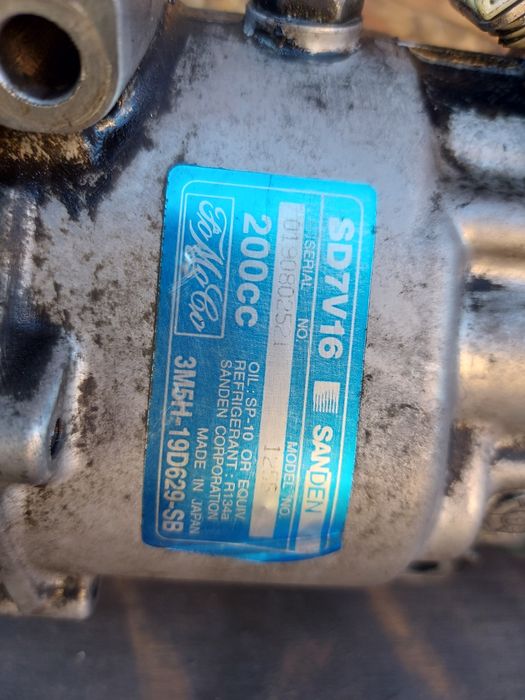 SD7V16 SANDEN
SERIAL NO. MODEL NO.
200cc
OIL: SP-10 OR EQUIV.
REFRIGERANT: R134a
SANDEN CORPORATION
MADE IN JAPAN
FoMoCo
3M5H-19D629-SB